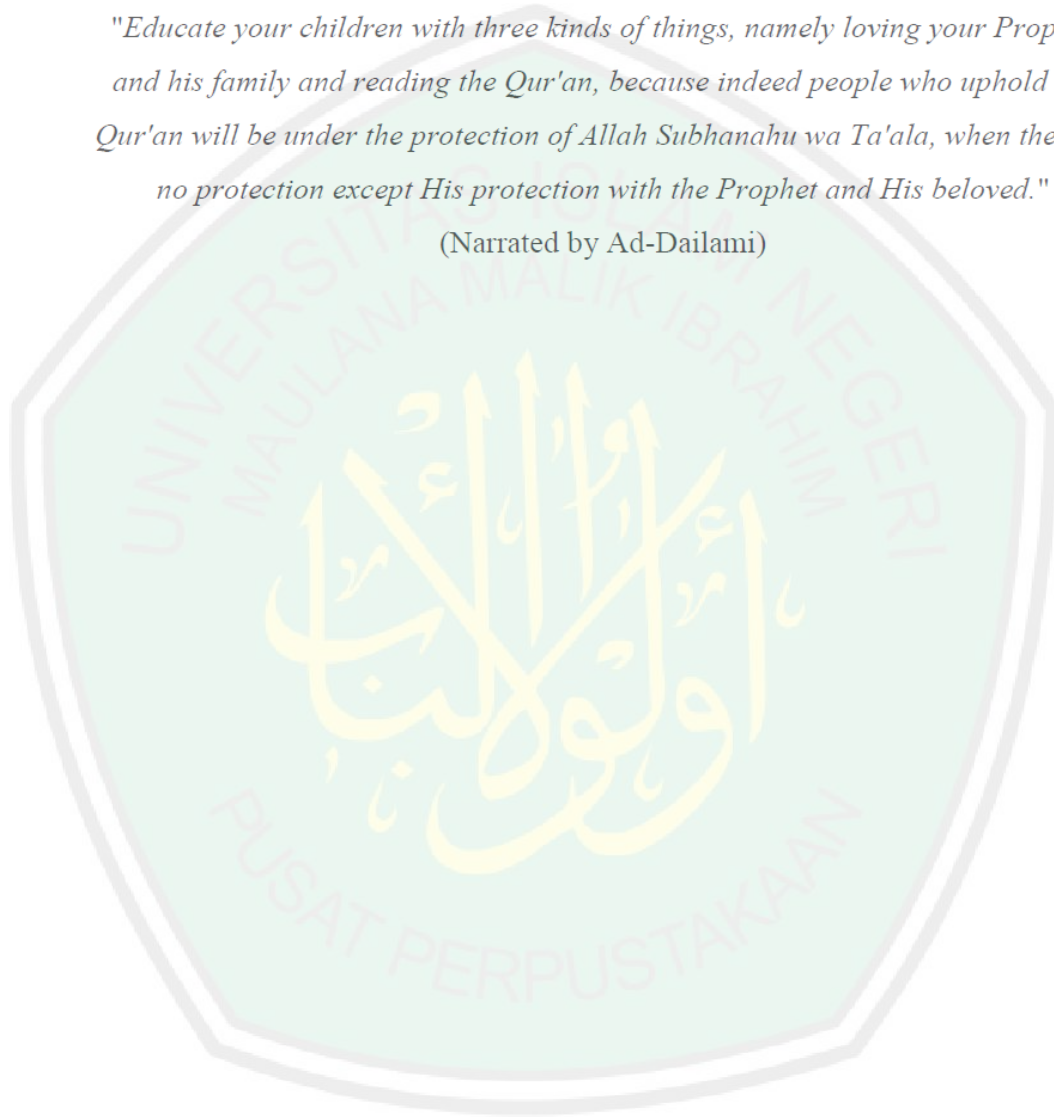 "Educate your children with three kinds of things, namely loving your Prop
and his family and reading the Qur'an, because indeed people who uphold
Qur'an will be under the protection of Allah Subhanahu wa Ta'ala, when the
no protection except His protection with the Prophet and His beloved."
(Narrated by Ad-Dailami)
UNIVERSITAS ISLAM NEGERI
MAULANA MALIK IBRAHIM
أولوا الألباب
PUSAT PERPUSTAKAAN